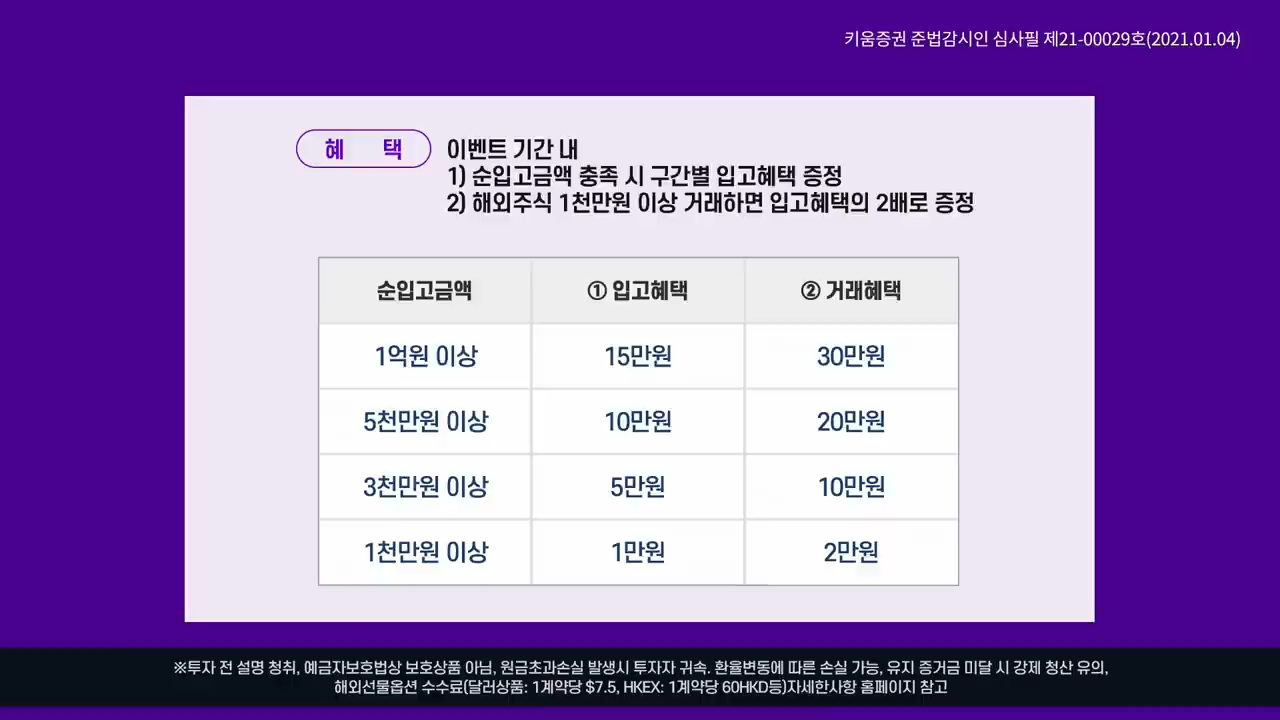 키움증권 준법감시인 심사필 제21-00029호(2021.01.04)
혜 택
이벤트 기간 내
1) 순입고금액 충족 시 구간별 입고혜택 증정
2) 해외주식 1천만원 이상 거래하면 입고혜택의 2배로 증정
순입고금액 ① 입고혜택 ② 거래혜택
1억원 이상 15만원 30만원
5천만원 이상 10만원 20만원
3천만원 이상 5만원 10만원
1천만원 이상 1만원 2만원
※투자 전 설명 청취, 예금자보호법상 보호상품 아님, 원금초과손실 발생시 투자자 귀속. 환율변동에 따른 손실 가능, 유지 증거금 미달 시 강제 청산 유의,
해외선물옵션 수수료(달러상품: 1계약당 $7.5, HKEX: 1계약당 60HKD등)자세한사항 홈페이지 참고